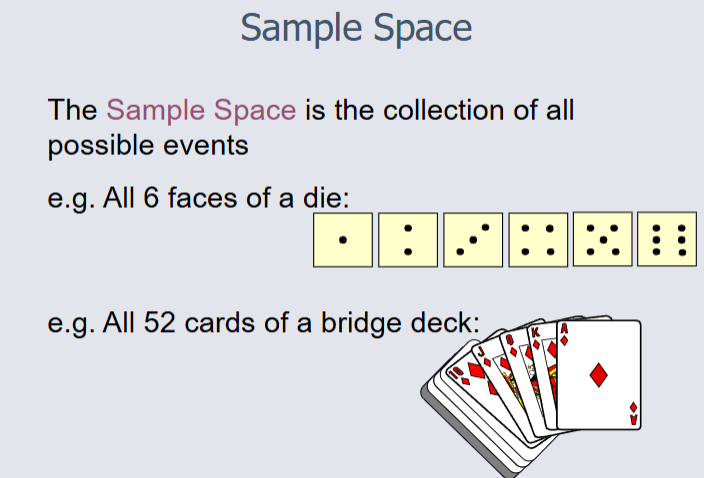 Sample Space
The Sample Space is the collection of all
possible events
e.g. All 6 faces of a die:
e.g. All 52 cards of a bridge deck:
10
J
Q
K
A
A